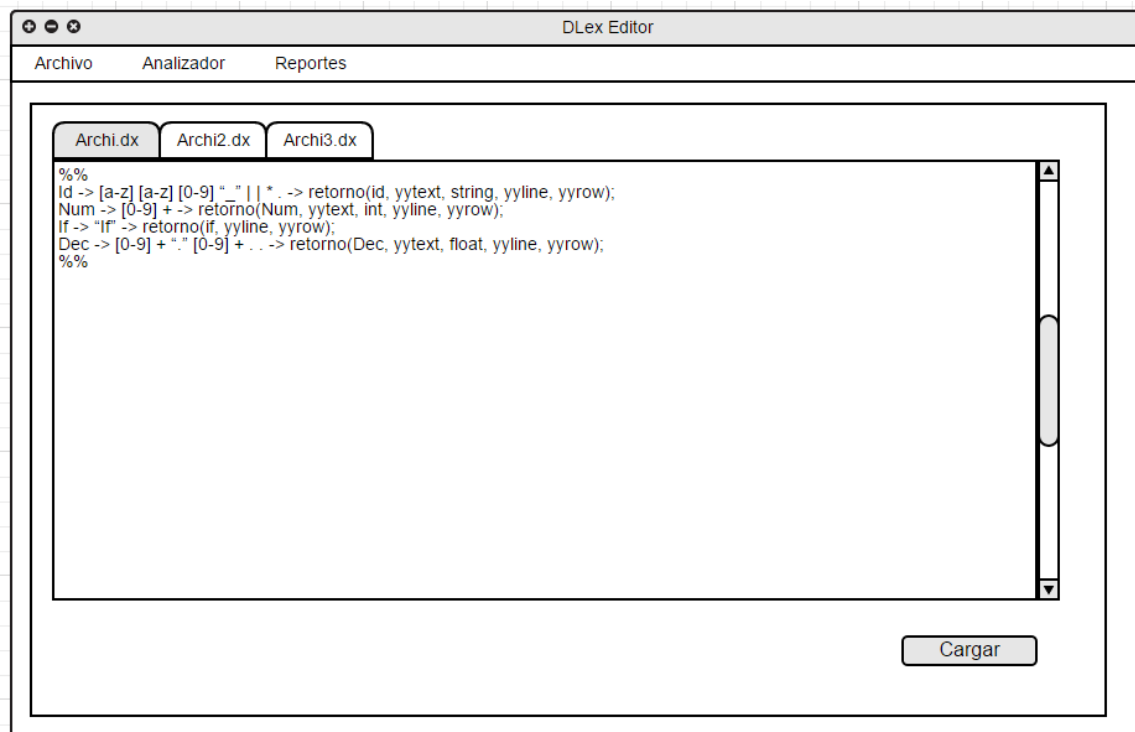 DLex Editor
Archivo Analizador Reportes
Archi.dx Archi2.dx Archi3.dx
%%
Id -> [a-z] [a-z] [0-9] “_” | | * . -> retorno(id, yytext, string, yyline, yyrow);
Num -> [0-9] + -> retorno(Num, yytext, int, yyline, yyrow);
If -> “If” -> retorno(if, yyline, yyrow);
Dec -> [0-9] + “.” [0-9] + . . -> retorno(Dec, yytext, float, yyline, yyrow);
%%
Cargar